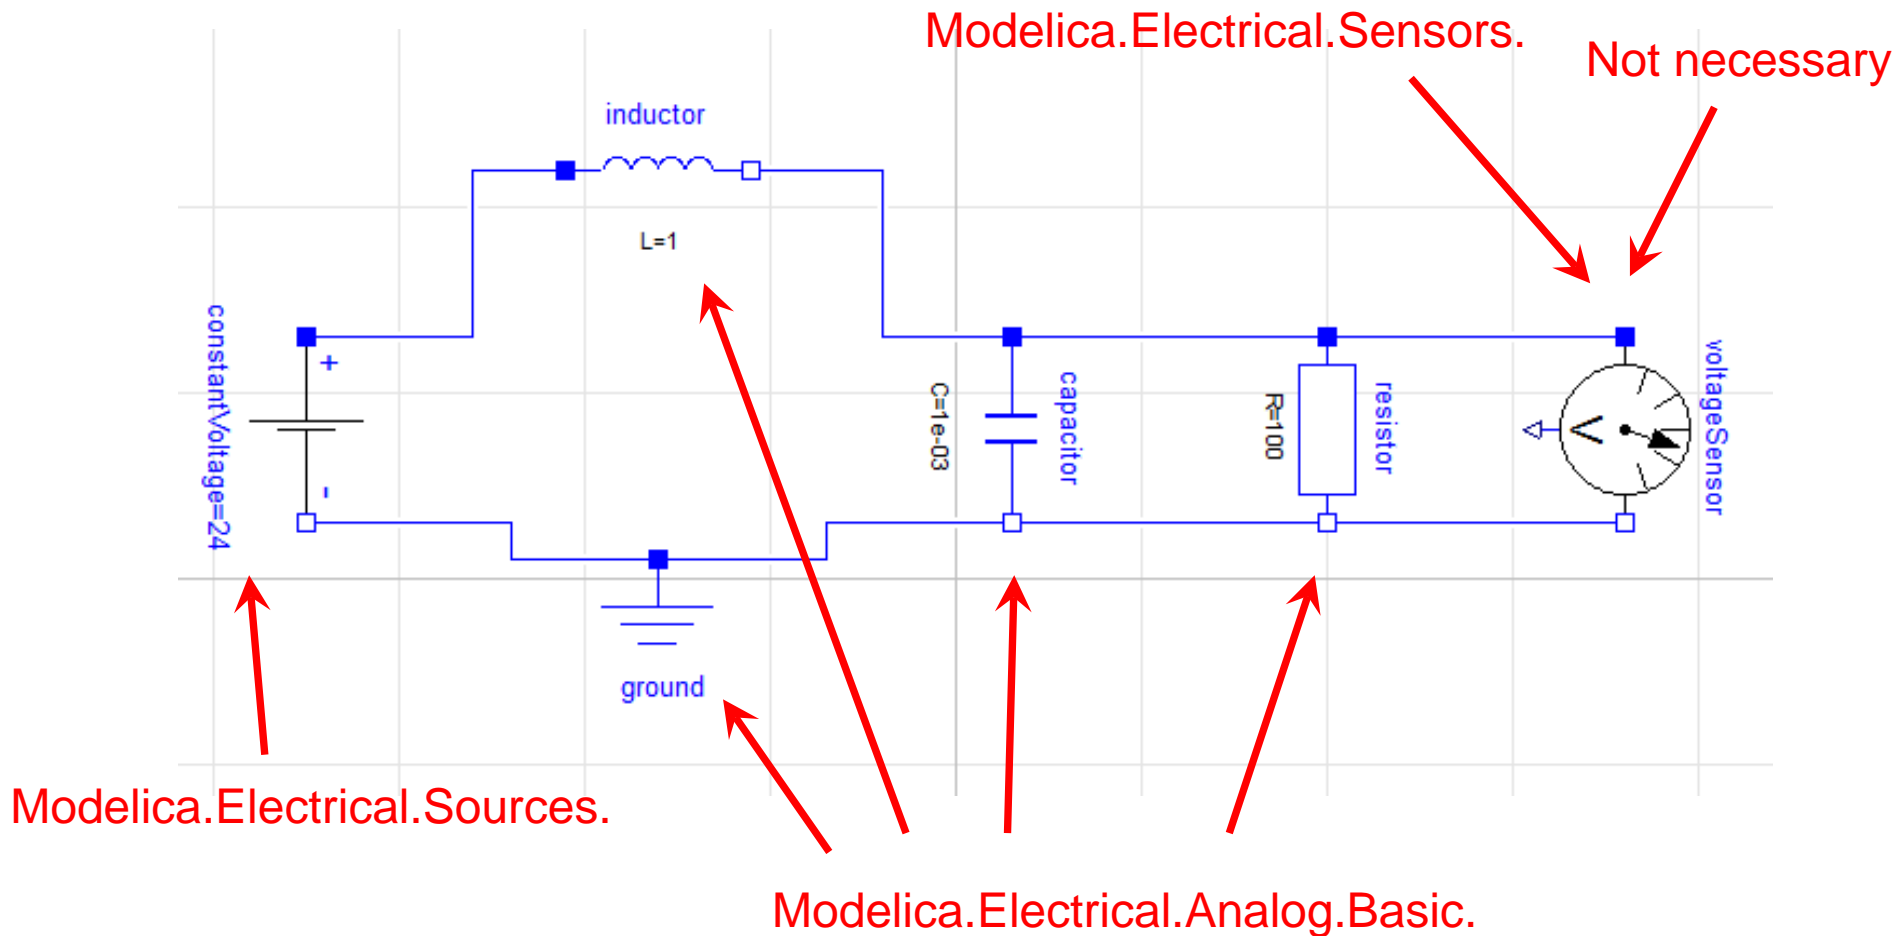 Modelica.Electrical.Sensors.
Not necessary
inductor
L=1
constantVoltage=24
+
-
C=1e-03
capacitor
R=100
resistor
V
voltageSensor
ground
Modelica.Electrical.Sources.
Modelica.Electrical.Analog.Basic.